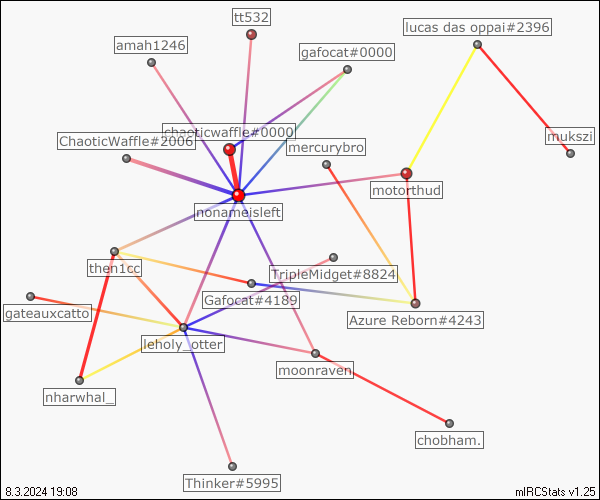 tt532
lucas das oppai#2396
amah1246
gafocat#0000
chaoticwaffle#0000
mukszi
ChaoticWaffle#2006
mercurybro
motorthud
nonameisleft
then1cc
TripleMidget#8824
Gafocat#4189
gateauxcatto
Azure Reborn#4243
leholy_otter
moonraven
nharwhal_
chobham.
Thinker#5995
8.3.2024 19:08
mIRCStats v1.25